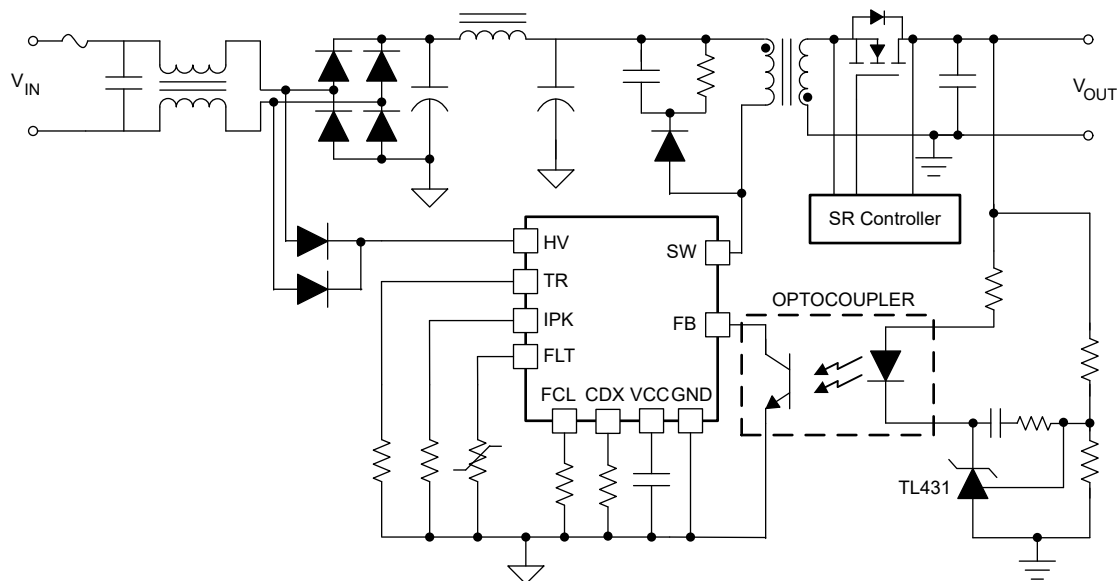 V_IN
V_OUT
SR Controller
HV
SW
TR
OPTOCOUPLER
IPK
FB
FLT
FCL CDX VCC GND
TL431